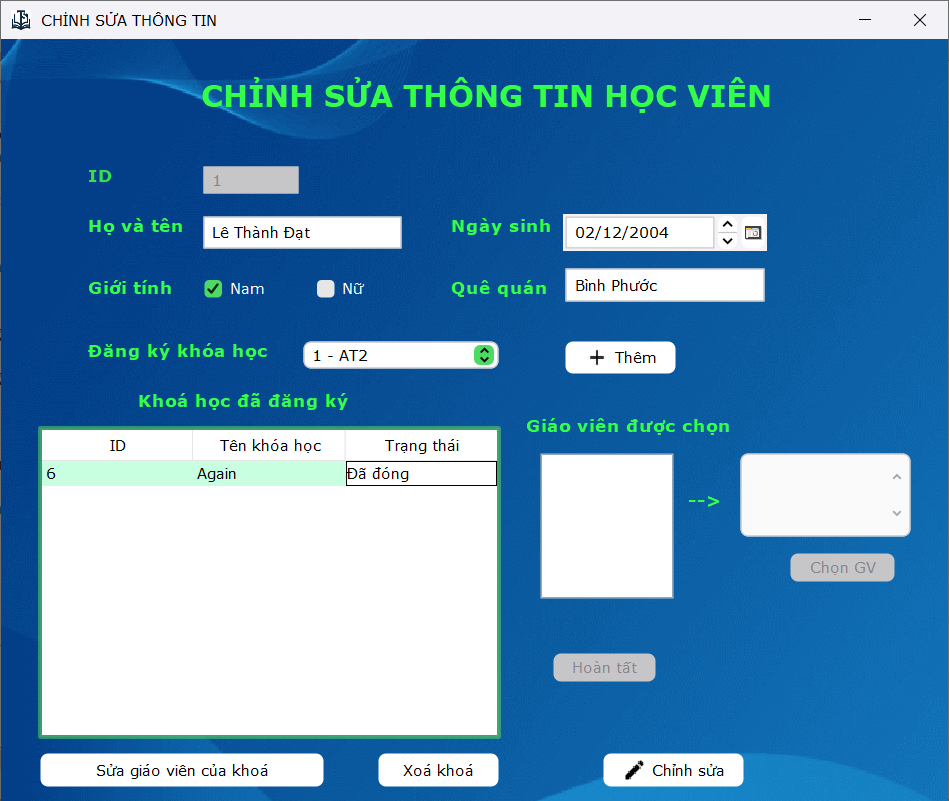 CHỈNH SỬA THÔNG TIN
CHỈNH SỬA THÔNG TIN HỌC VIÊN
ID
1
Họ và tên
Lê Thành Đạt
Ngày sinh
02/12/2004
Giới tính
Nam
Nữ
Quê quán
Bình Phước
Đăng ký khóa học
1 - AT2
Thêm
Khoá học đã đăng ký
Giáo viên được chọn
ID Tên khóa học Trạng thái
6 Again Đã đóng
-->
Chọn GV
Hoàn tất
Sửa giáo viên của khoá
Xoá khoá
Chỉnh sửa